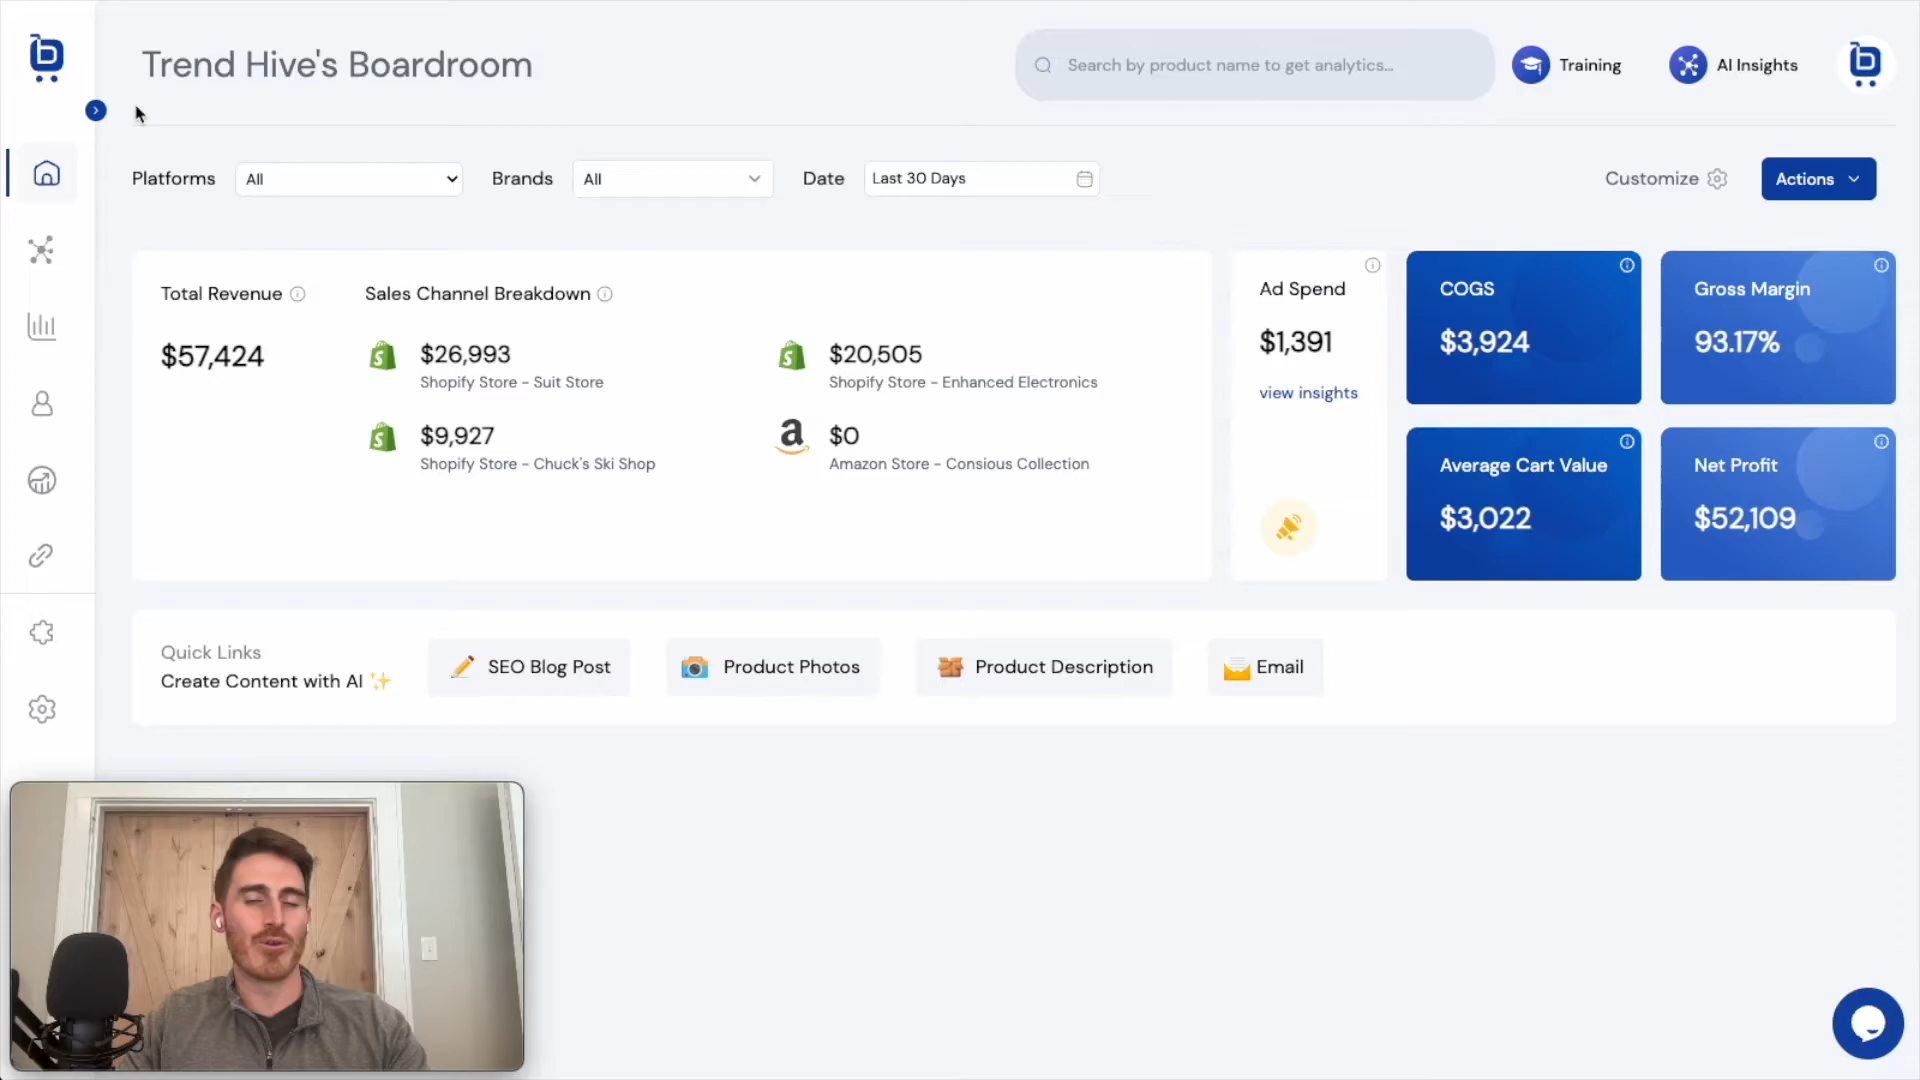 Trend Hive's Boardroom
Search by product name to get analytics...
Training
AI Insights
Platforms
All
Brands
All
Date
Last 30 Days
Customize
Actions
Total Revenue
$57,424
Sales Channel Breakdown
$26,993
Shopify Store - Suit Store
$20,505
Shopify Store - Enhanced Electronics
$9,927
Shopify Store - Chuck's Ski Shop
$0
Amazon Store - Consious Collection
Ad Spend
$1,391
view insights
COGS
$3,924
Gross Margin
93.17%
Average Cart Value
$3,022
Net Profit
$52,109
Quick Links
Create Content with AI ✨
SEO Blog Post
Product Photos
Product Description
Email